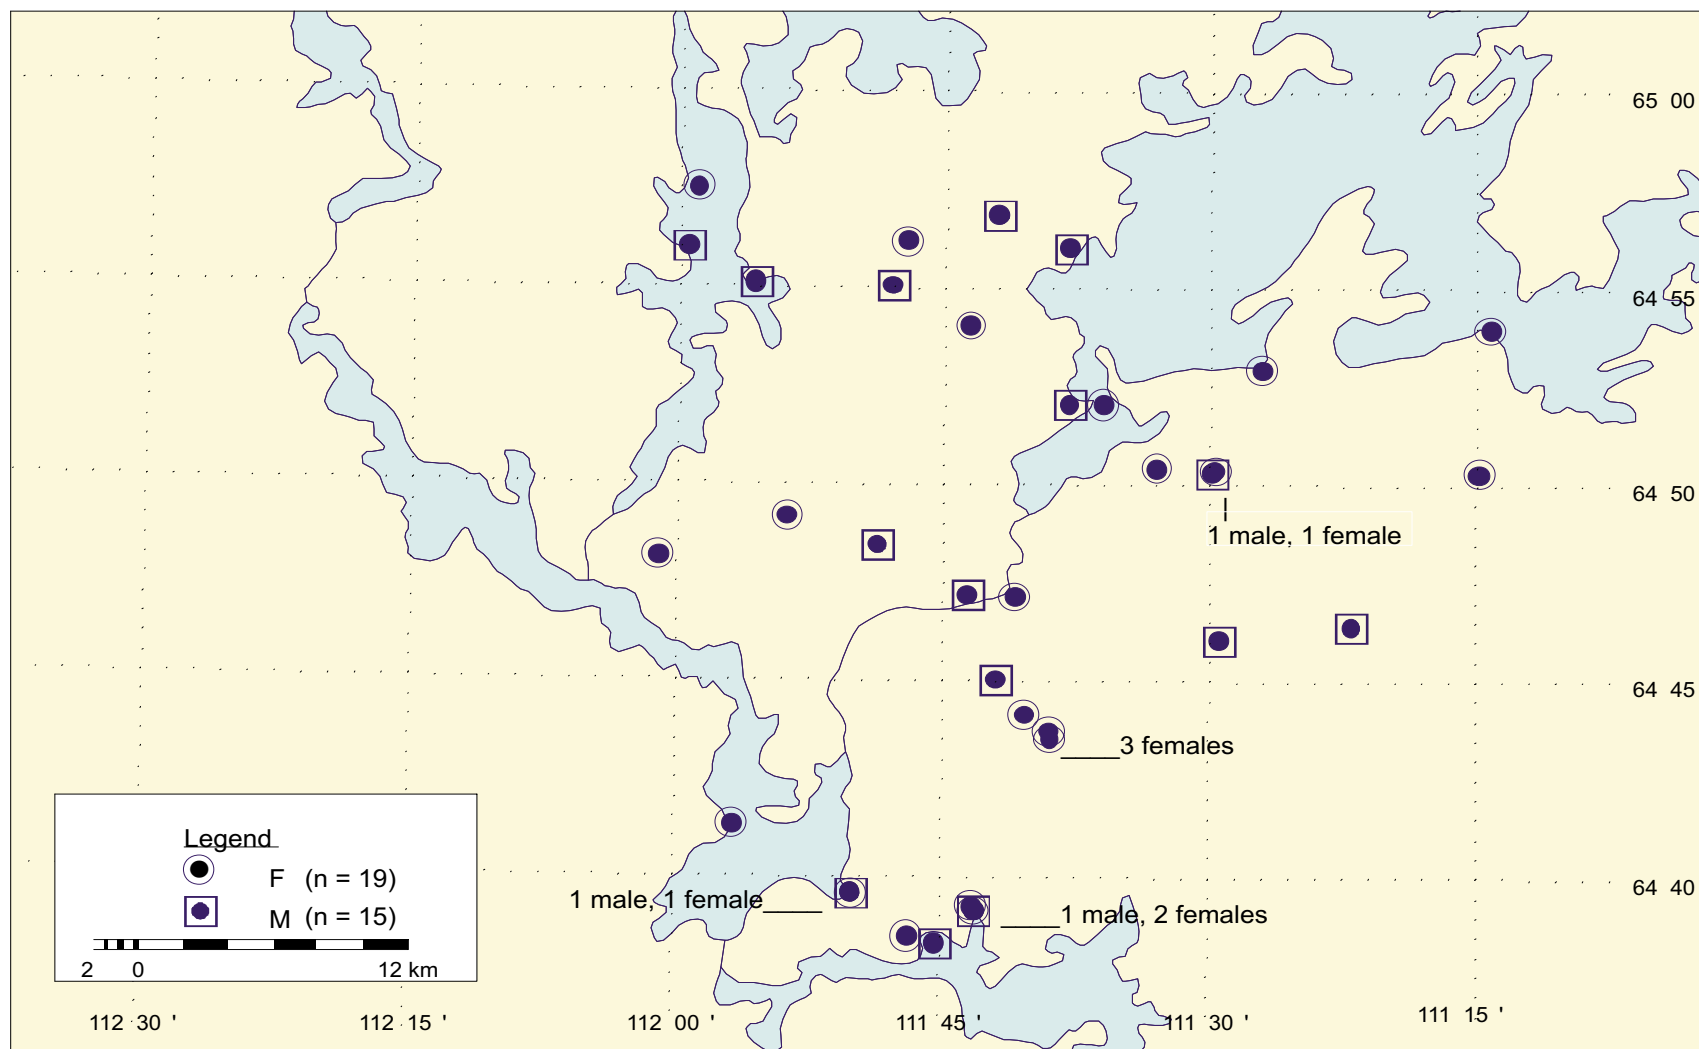 65 00
64 55
64 50
1 male, 1 female
64 45
3 females
Legend
F (n = 19)
M (n = 15)
2 0 12 km
64 40
1 male, 1 female
1 male, 2 females
112 30 ' 112 15 ' 112 00 ' 111 45 ' 111 30 ' 111 15 '